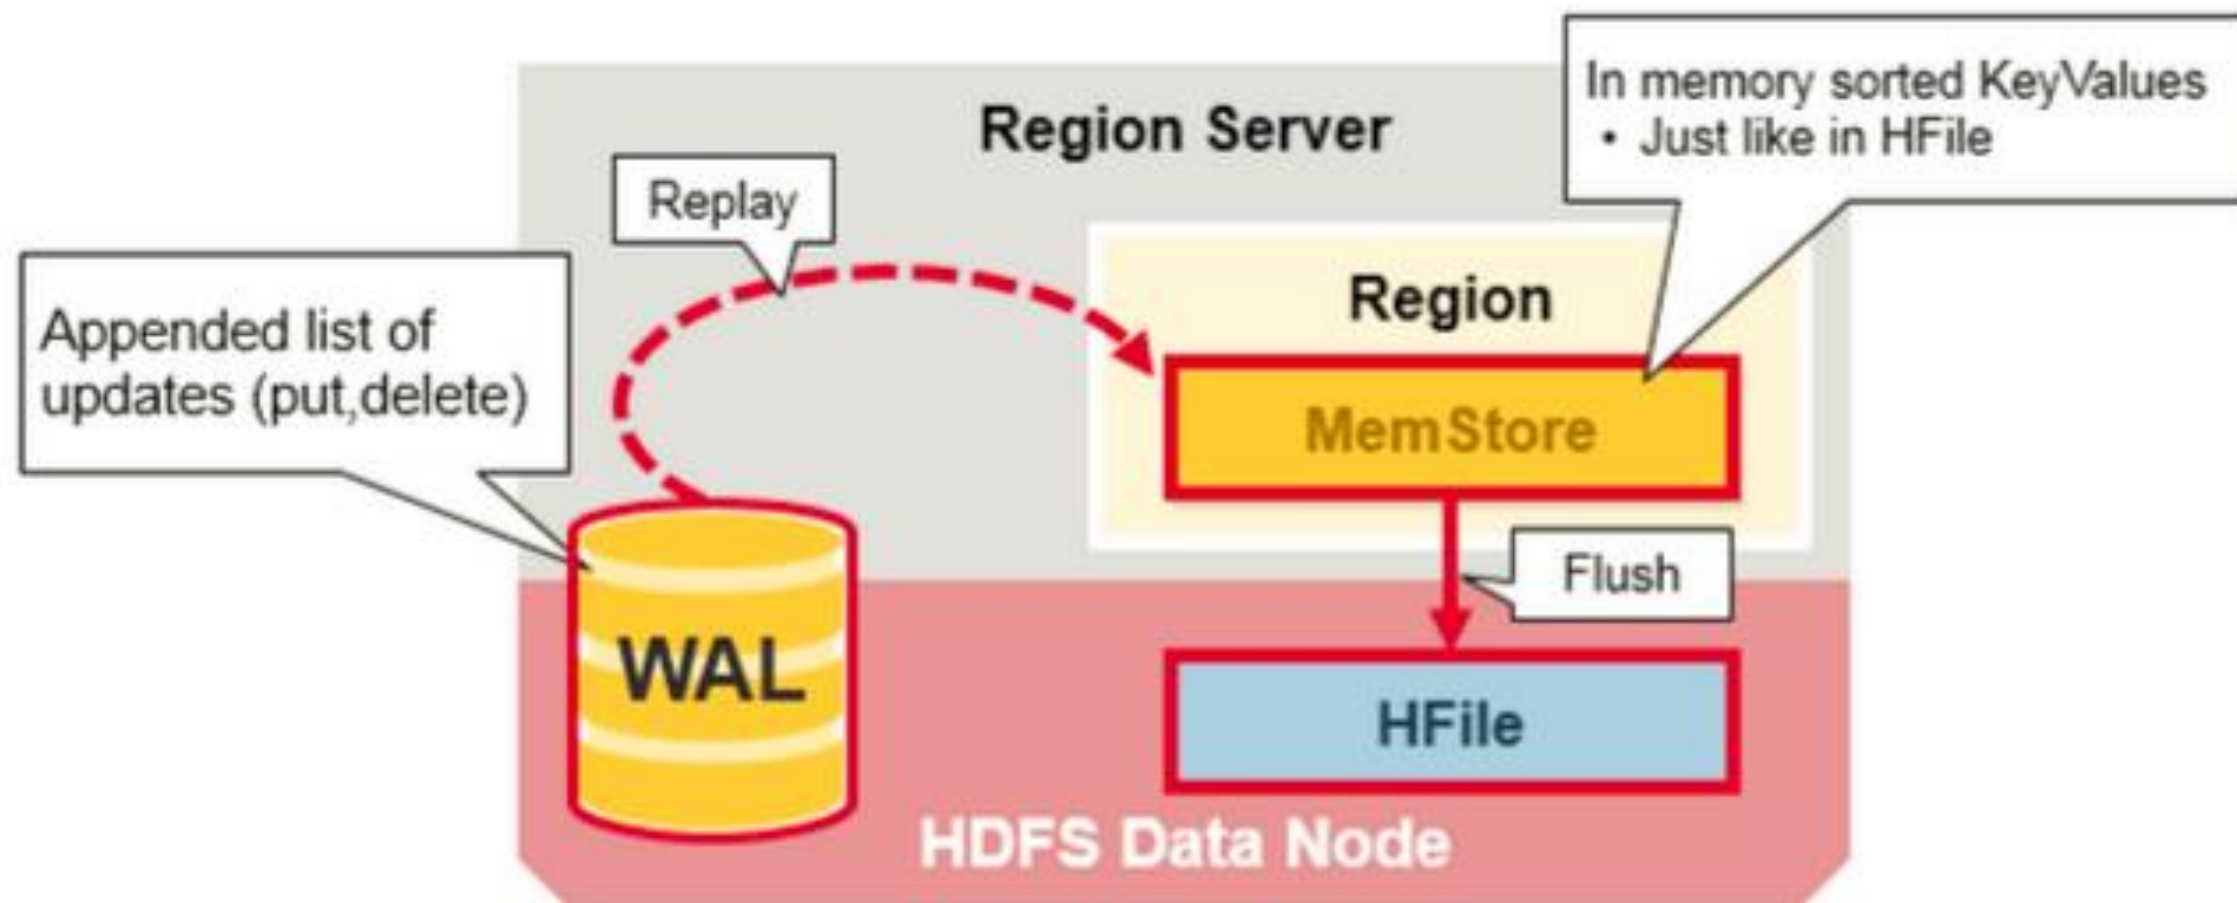 Region Server
In memory sorted KeyValues
• Just like in HFile
Replay
Appended list of
updates (put,delete)
Region
MemStore
Flush
WAL
HFile
HDFS Data Node